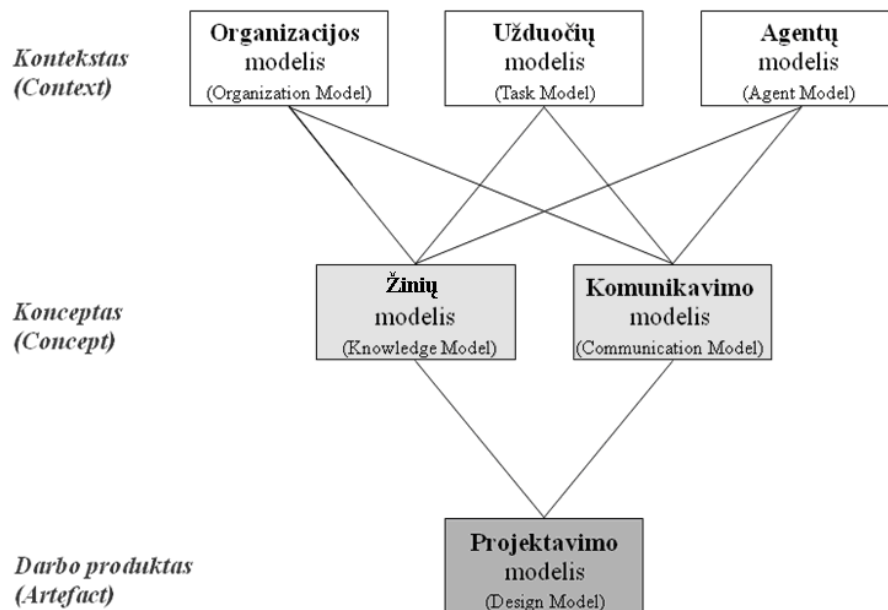 Kontekstas
(Context)
Organizacijos
modelis
(Organization Model)
Užduočių
modelis
(Task Model)
Agentų
modelis
(Agent Model)
Konceptas
(Concept)
Žinių
modelis
(Knowledge Model)
Komunikavimo
modelis
(Communication Model)
Darbo produktas
(Artefact)
Projektavimo
modelis
(Design Model)